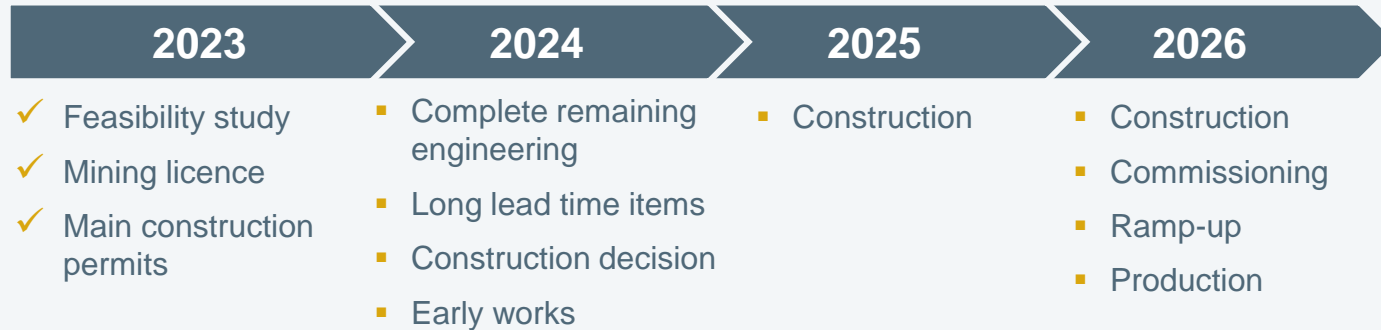 2023
2024
2025
2026
✓ Feasibility study
✓ Mining licence
✓ Main construction
permits
▪ Complete remaining
engineering
▪ Long lead time items
▪ Construction decision
▪ Early works
▪ Construction
▪ Construction
▪ Commissioning
▪ Ramp-up
▪ Production